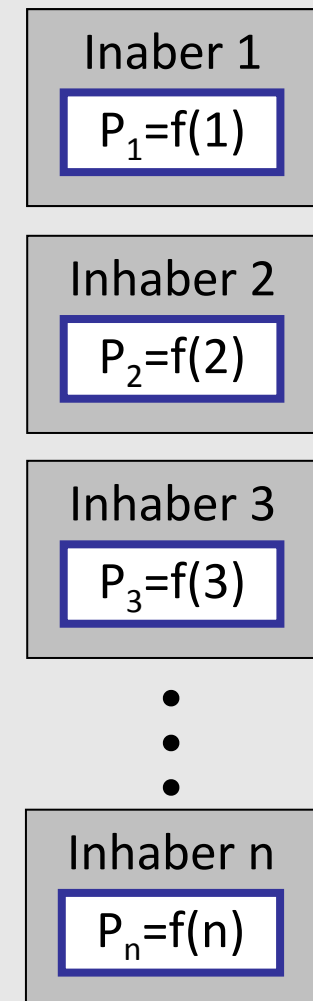 Inaber 1
P₁=f(1)
Inhaber 2
P₂=f(2)
Inhaber 3
P₃=f(3)
Inhaber n
Pₙ=f(n)